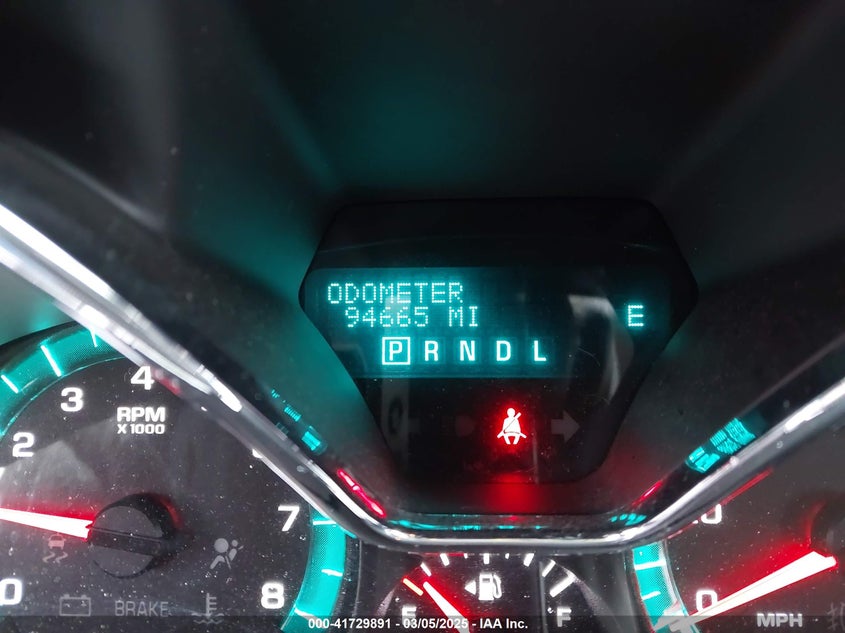 ODOMETER
94665 MI
E
P R N D L
4
3
RPM
X1000
2
7
0
8
BRAKE
F
0
MPH
000-41729891 - 03/05/2025 - IAA Inc.